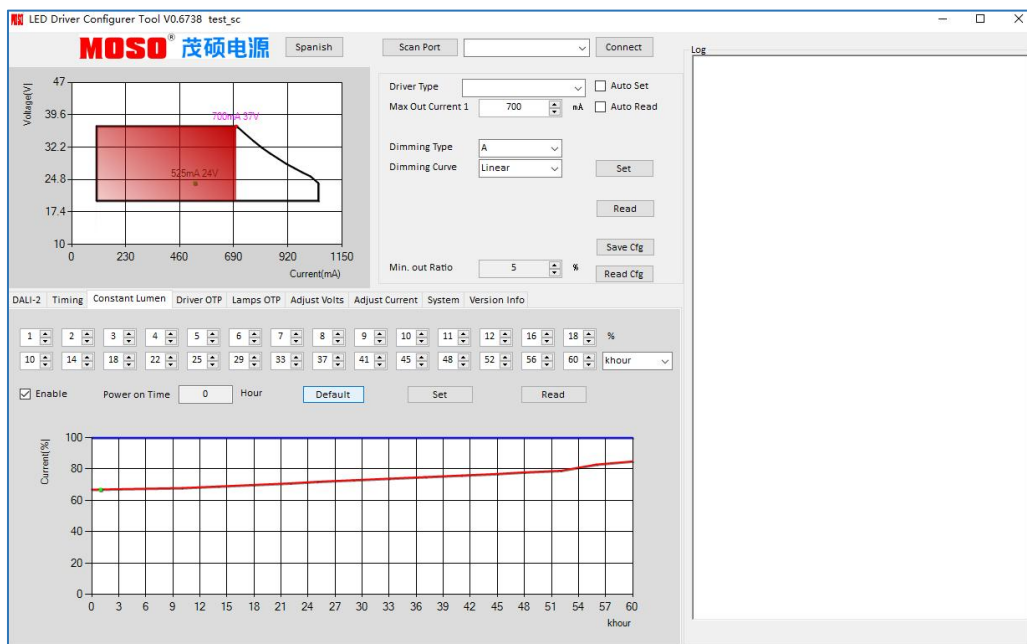 LED Driver Configurer Tool V0.6738 test_sc
MOSO® 茂硕电源 Spanish Scan Port Connect
Log
Voltage(V)
47
39.6
32.2
24.8
17.4
10
700mA 37V
525mA 24V
0 230 460 690 920 1150
Current(mA)
Driver Type Auto Set
Max Out Current 1 700 mA Auto Read
Dimming Type A
Dimming Curve Linear Set
Read
Save Cfg
Min. out Ratio 5 % Read Cfg
DALI-2 Timing Constant Lumen Driver OTP Lamps OTP Adjust Volts Adjust Current System Version Info
1 2 3 4 5 6 7 8 9 10 11 12 16 18 %
10 14 18 22 25 29 33 37 41 45 48 52 56 60 khour
Enable Power on Time 0 Hour Default Set Read
Current(%)
100
80
60
40
20
0
0 3 6 9 12 15 18 21 24 27 30 33 36 39 42 45 48 51 54 57 60
khour